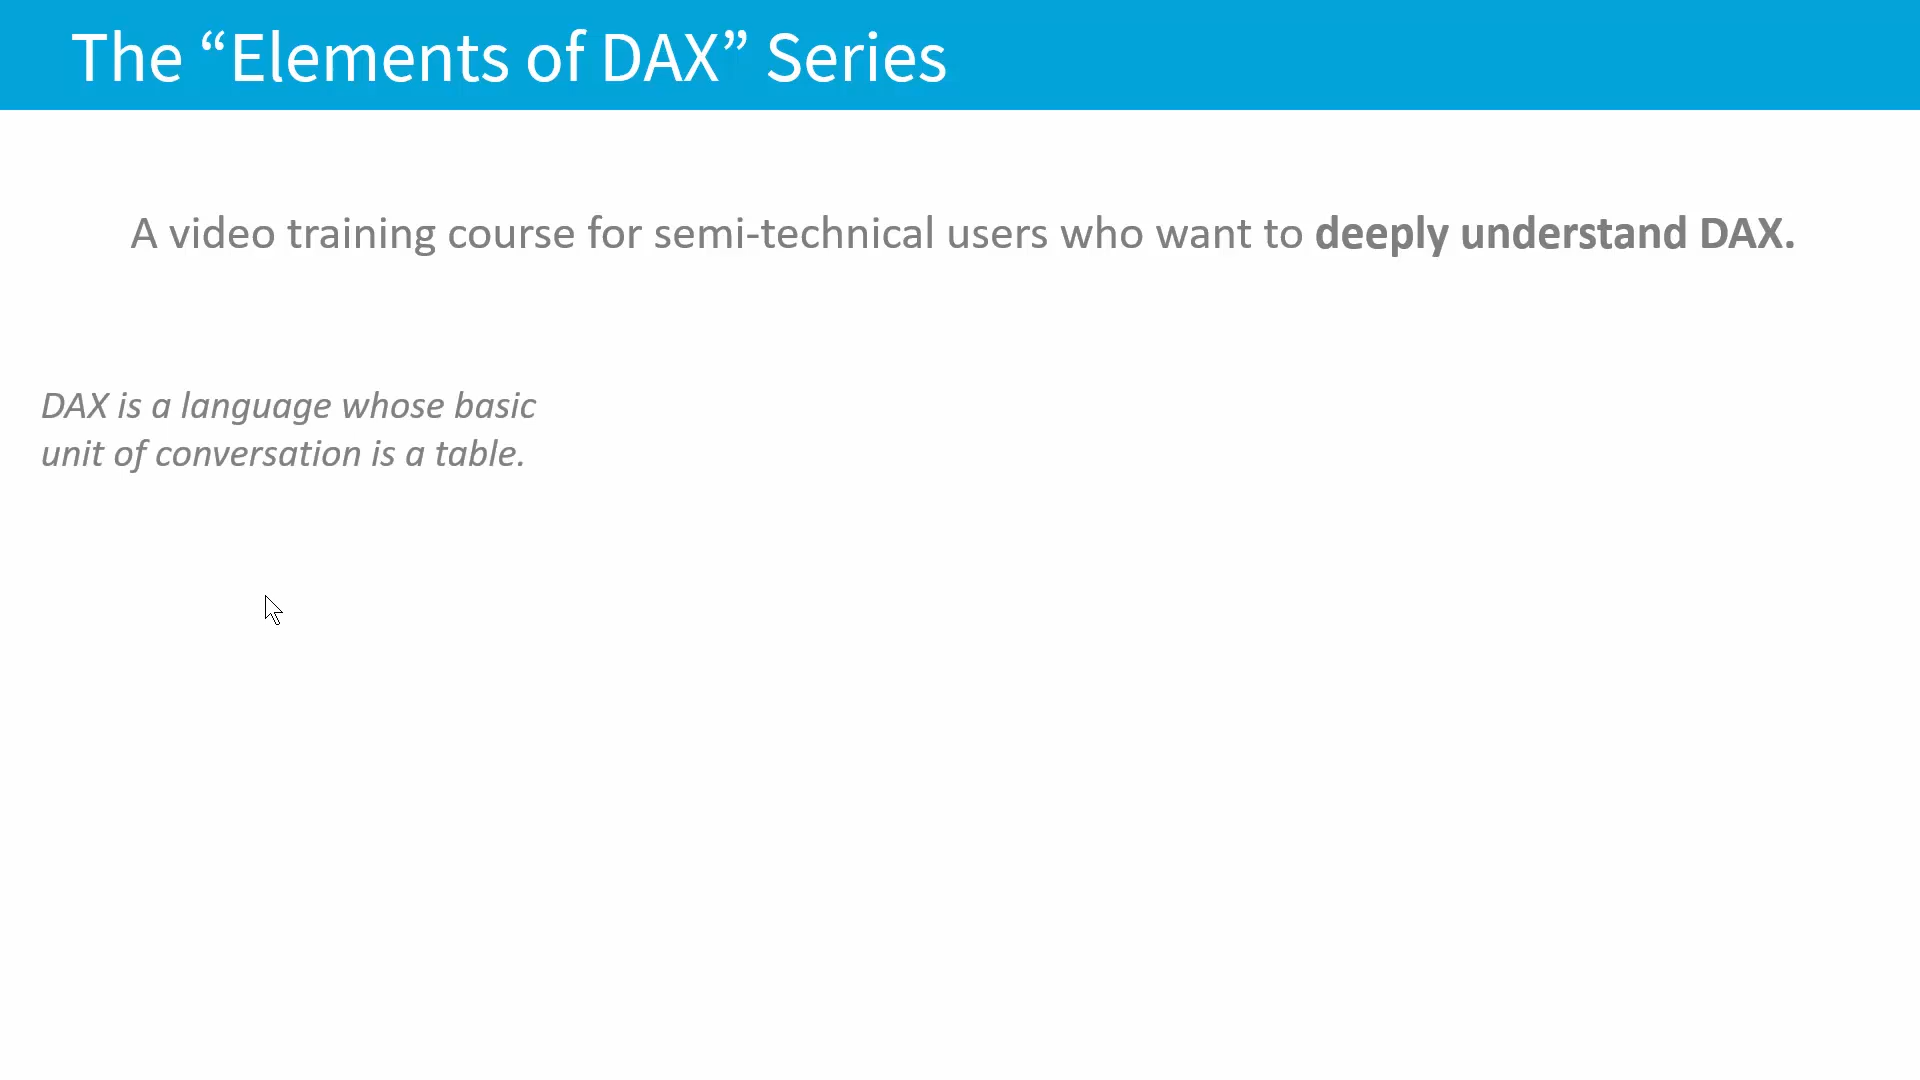 The “Elements of DAX” Series
A video training course for semi-technical users who want to deeply understand DAX.
DAX is a language whose basic
unit of conversation is a table.